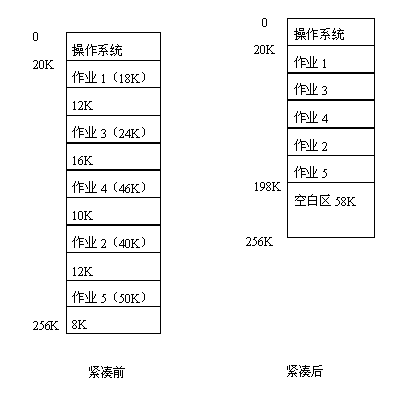 0
操作系统
20K
作业 1（18K）
12K
作业 3（24K）
16K
作业 4（46K）
10K
作业 2（40K）
12K
作业 5（50K）
256K
8K
紧凑前
0
操作系统
20K
作业 1
作业 3
作业 4
作业 2
作业 5
198K
空白区 58K
256K
紧凑后